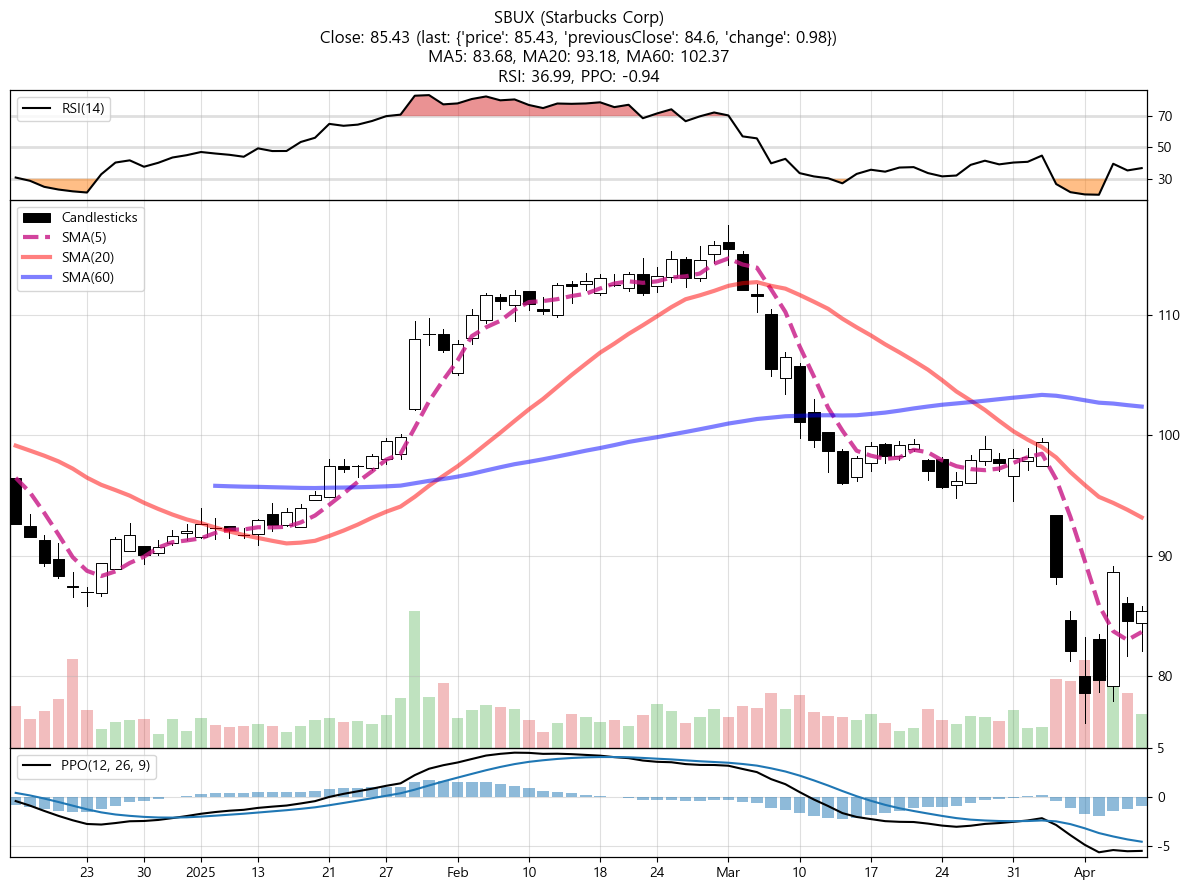 SBUX (Starbucks Corp)
Close: 85.43 (last: {'price': 85.43, 'previousClose': 84.6, 'change': 0.98})
MA5: 83.68, MA20: 93.18, MA60: 102.37
RSI: 36.99, PPO: -0.94
RSI(14)
70
50
30
Candlesticks
SMA(5)
SMA(20)
SMA(60)
110
100
90
80
PPO(12, 26, 9)
5
0
-5
23 30 2025 13 21 27 Feb 10 18 24 Mar 10 17 24 31 Apr